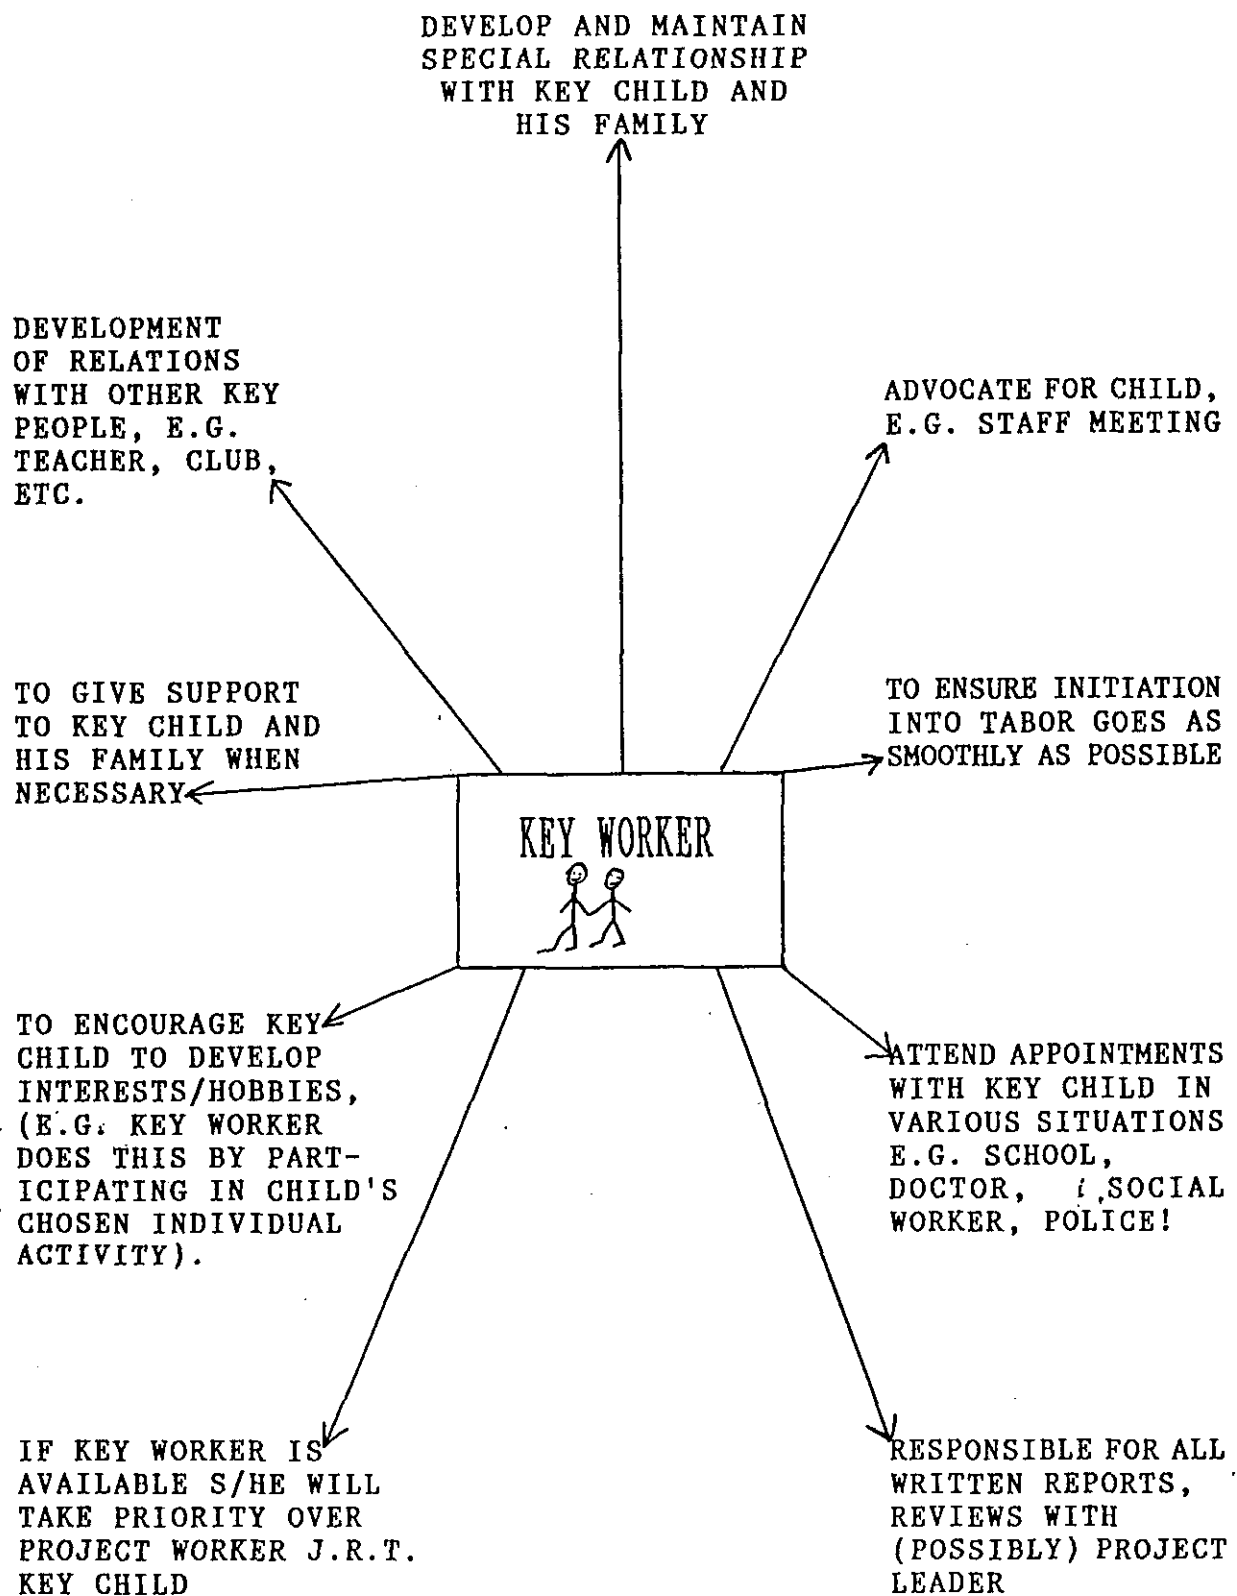 DEVELOP AND MAINTAIN
SPECIAL RELATIONSHIP
WITH KEY CHILD AND
HIS FAMILY
DEVELOPMENT
OF RELATIONS
WITH OTHER KEY
PEOPLE, E.G.
TEACHER, CLUB,
ETC.
ADVOCATE FOR CHILD,
E.G. STAFF MEETING
TO GIVE SUPPORT
TO KEY CHILD AND
HIS FAMILY WHEN
NECESSARY
TO ENSURE INITIATION
INTO TABOR GOES AS
SMOOTHLY AS POSSIBLE
KEY WORKER
TO ENCOURAGE KEY
CHILD TO DEVELOP
INTERESTS/HOBBIES,
(E.G. KEY WORKER
DOES THIS BY PART-
ICIPATING IN CHILD'S
CHOSEN INDIVIDUAL
ACTIVITY).
ATTEND APPOINTMENTS
WITH KEY CHILD IN
VARIOUS SITUATIONS
E.G. SCHOOL,
DOCTOR, SOCIAL
WORKER, POLICE!
IF KEY WORKER IS
AVAILABLE S/HE WILL
TAKE PRIORITY OVER
PROJECT WORKER J.R.T.
KEY CHILD
RESPONSIBLE FOR ALL
WRITTEN REPORTS,
REVIEWS WITH
(POSSIBLY) PROJECT
LEADER